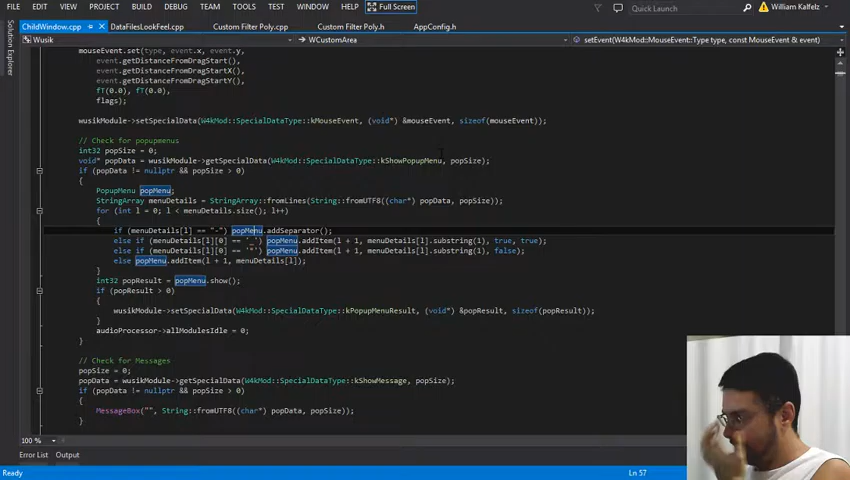 FILE EDIT VIEW PROJECT BUILD DEBUG TEAM TOOLS TEST WINDOW HELP Full Screen Quick Launch William Kalfelz
ChildWindow.cpp DataFilesLookFeel.cpp Custom Filter Poly.cpp Custom Filter Poly.h AppConfig.h
Solution Explorer
Wusik WCustomArea setEvent(W4kMod::MouseEvent::Type type, const MouseEvent & event)
mouseEvent.set(type, event.x, event.y,
event.getDistanceFromDragStart(),
event.getDistanceFromDragStartX(),
event.getDistanceFromDragStartY(),
fT(0.0), fT(0.0),
flags);
wusikModule->setSpecialData(W4kMod::SpecialDataType::kMouseEvent, (void*) &mouseEvent, sizeof(mouseEvent));
// Check for popupmenus
int32 popSize = 0;
void* popData = wusikModule->getSpecialData(W4kMod::SpecialDataType::kShowPopupMenu, popSize);
if (popData != nullptr && popSize > 0)
{
PopupMenu popMenu;
StringArray menuDetails = StringArray::fromLines(String::fromUTF8((char*) popData, popSize));
for (int l = 0; l < menuDetails.size(); l++)
{
if (menuDetails[l] == "-") popMenu.addSeparator();
else if (menuDetails[l][0] == '_') popMenu.addItem(l + 1, menuDetails[l].substring(1), true, true);
else if (menuDetails[l][0] == '*') popMenu.addItem(l + 1, menuDetails[l].substring(1), false);
else popMenu.addItem(l + 1, menuDetails[l]);
}
int32 popResult = popMenu.show();
if (popResult > 0)
{
wusikModule->setSpecialData(W4kMod::SpecialDataType::kPopupMenuResult, (void*) &popResult, sizeof(popResult));
}
audioProcessor->allModulesIdle = 0;
}
// Check for Messages
popSize = 0;
popData = wusikModule->getSpecialData(W4kMod::SpecialDataType::kShowMessage, popSize);
if (popData != nullptr && popSize > 0)
{
MessageBox("", String::fromUTF8((char*) popData, popSize));
}
100 %
Error List Output
Ready Ln 57